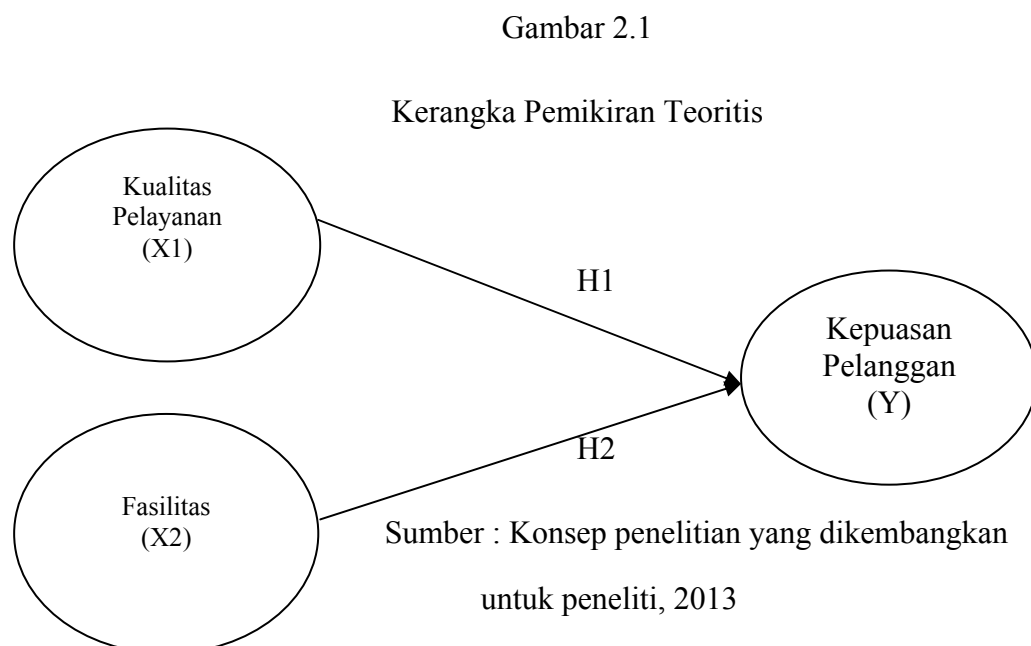 Gambar 2.1
Kerangka Pemikiran Teoritis
Kualitas
Pelayanan
(X1)
H1
Kepuasan
Pelanggan
(Y)
H2
Fasilitas
(X2)
Sumber : Konsep penelitian yang dikembangkan
untuk peneliti, 2013